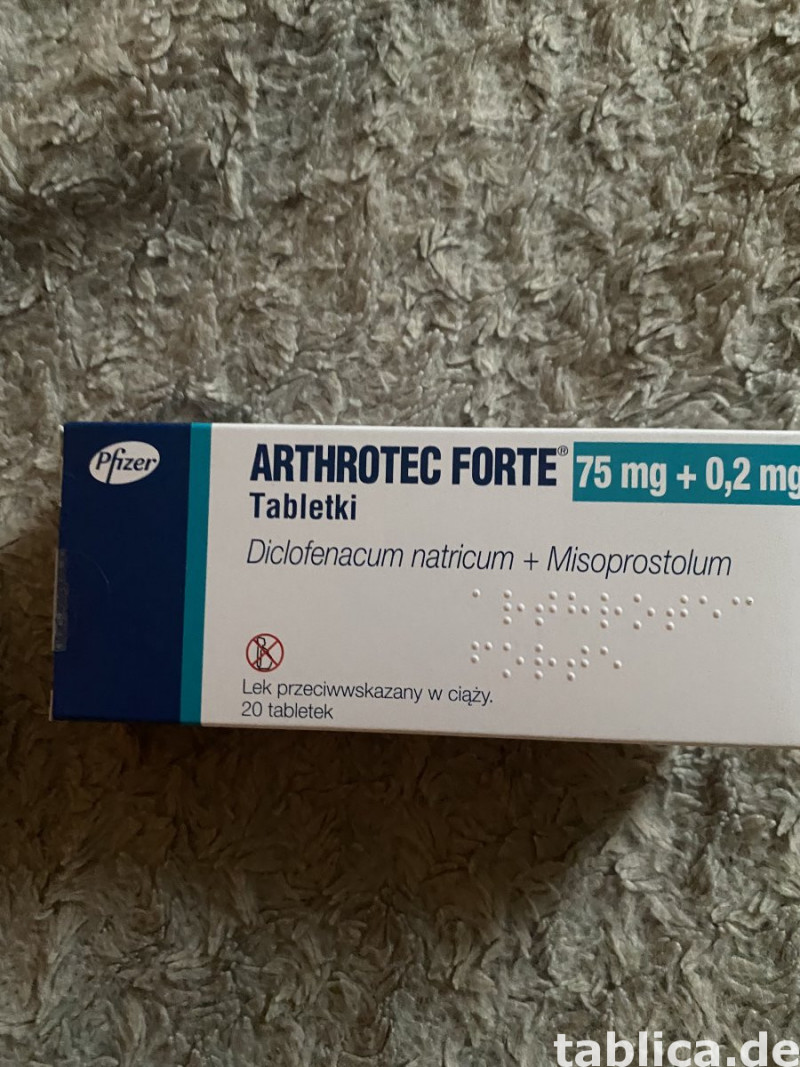 Pfizer
ARTHROTEC FORTE® 75 mg + 0,2 mg
Tabletki
Diclofenacum natricum + Misoprostolum
Lek przeciwwskazany w ciąży.
20 tabletek
tablica.de